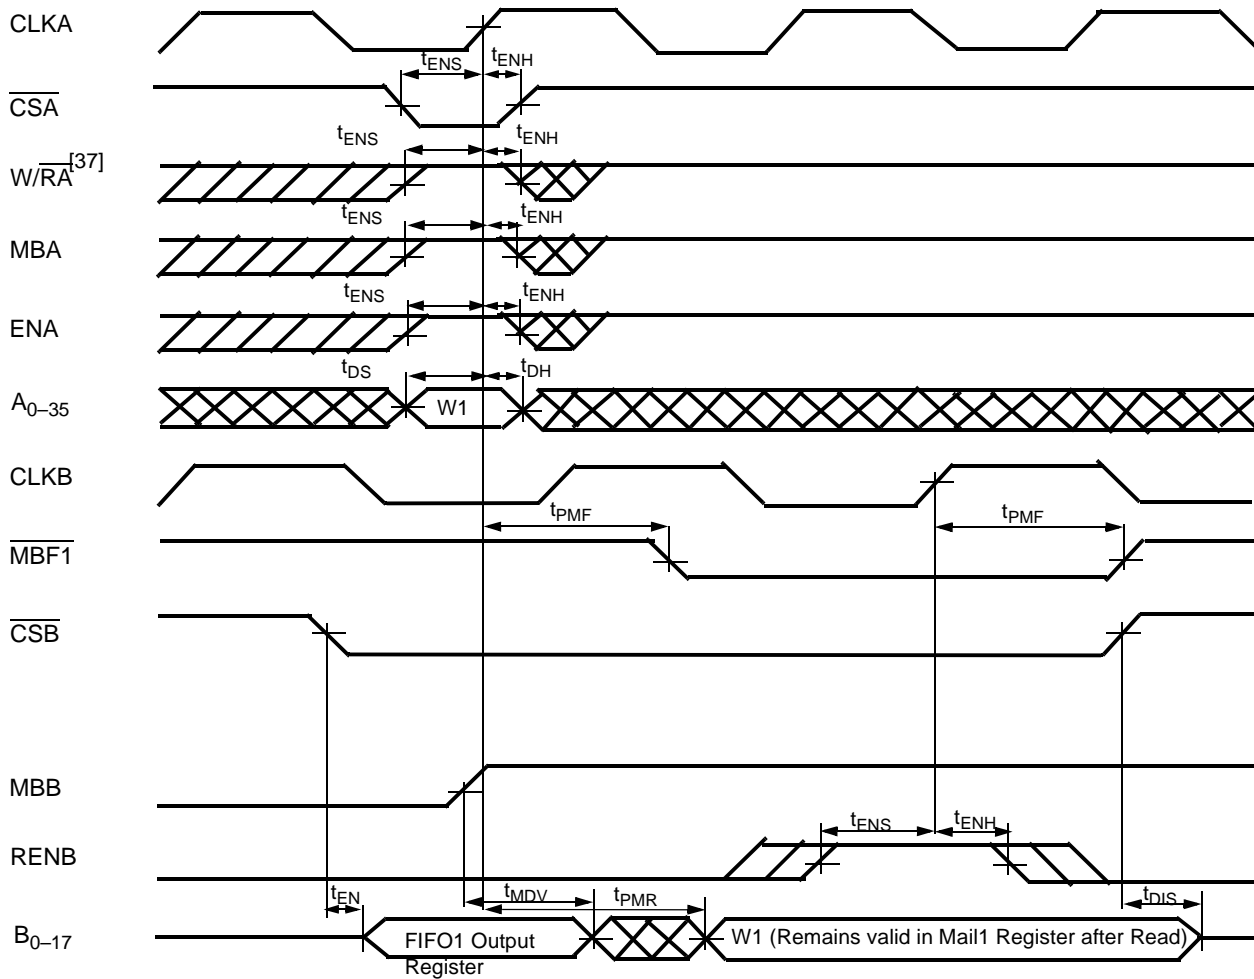 CLKA
tENS tENH
CSA
tENS tENH
W/RA[37]
tENS tENH
MBA
tENS tENH
ENA
tDS tDH
A0–35
W1
CLKB
tPMF tPMF
MBF1
CSB
MBB
tENS tENH
RENB
tEN tMDV tPMR tDIS
B0–17
FIFO1 Output
Register
W1 (Remains valid in Mail1 Register after Read)